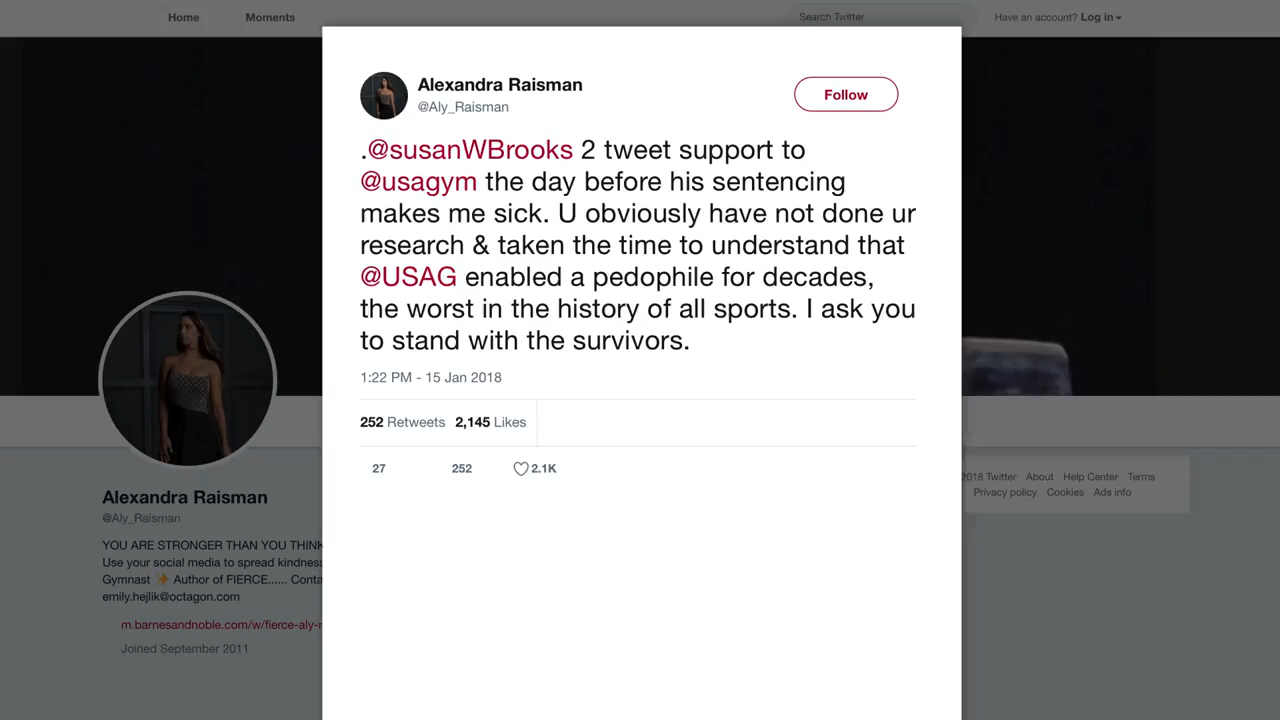 Home
Moments
Search Twitter
Have an account? Log in
Alexandra Raisman
@Aly_Raisman
Follow
.@susanWBrooks 2 tweet support to
@usagym the day before his sentencing
makes me sick. U obviously have not done ur
research & taken the time to understand that
@USAG enabled a pedophile for decades,
the worst in the history of all sports. I ask you
to stand with the survivors.
1:22 PM - 15 Jan 2018
252 Retweets 2,145 Likes
27 252 2.1K
Alexandra Raisman
@Aly_Raisman
YOU ARE STRONGER THAN YOU THINK
Use your social media to spread kindness
Gymnast ✨ Author of FIERCE...... Conta
emily.hejlik@octagon.com
m.barnesandnoble.com/w/fierce-aly-r
Joined September 2011
2018 Twitter About Help Center Terms
Privacy policy Cookies Ads info